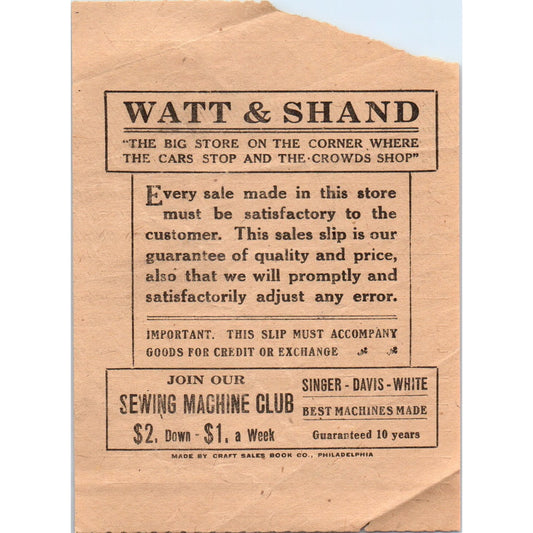 WATT & SHAND
"THE BIG STORE ON THE CORNER WHERE
THE CARS STOP AND THE·CROWDS SHOP"
Every sale made in this store
must be satisfactory to the
customer. This sales slip is our
guarantee of quality and price,
also that we will promptly and
satisfactorily adjust any error.
IMPORTANT. THIS SLIP MUST ACCOMPANY
GOODS FOR CREDIT OR EXCHANGE
JOIN OUR
SEWING MACHINE CLUB
$2, Down - $1, a Week
SINGER - DAVIS - WHITE
BEST MACHINES MADE
Guaranteed 10 years
MADE BY CRAFT SALES BOOK CO., PHILADELPHIA